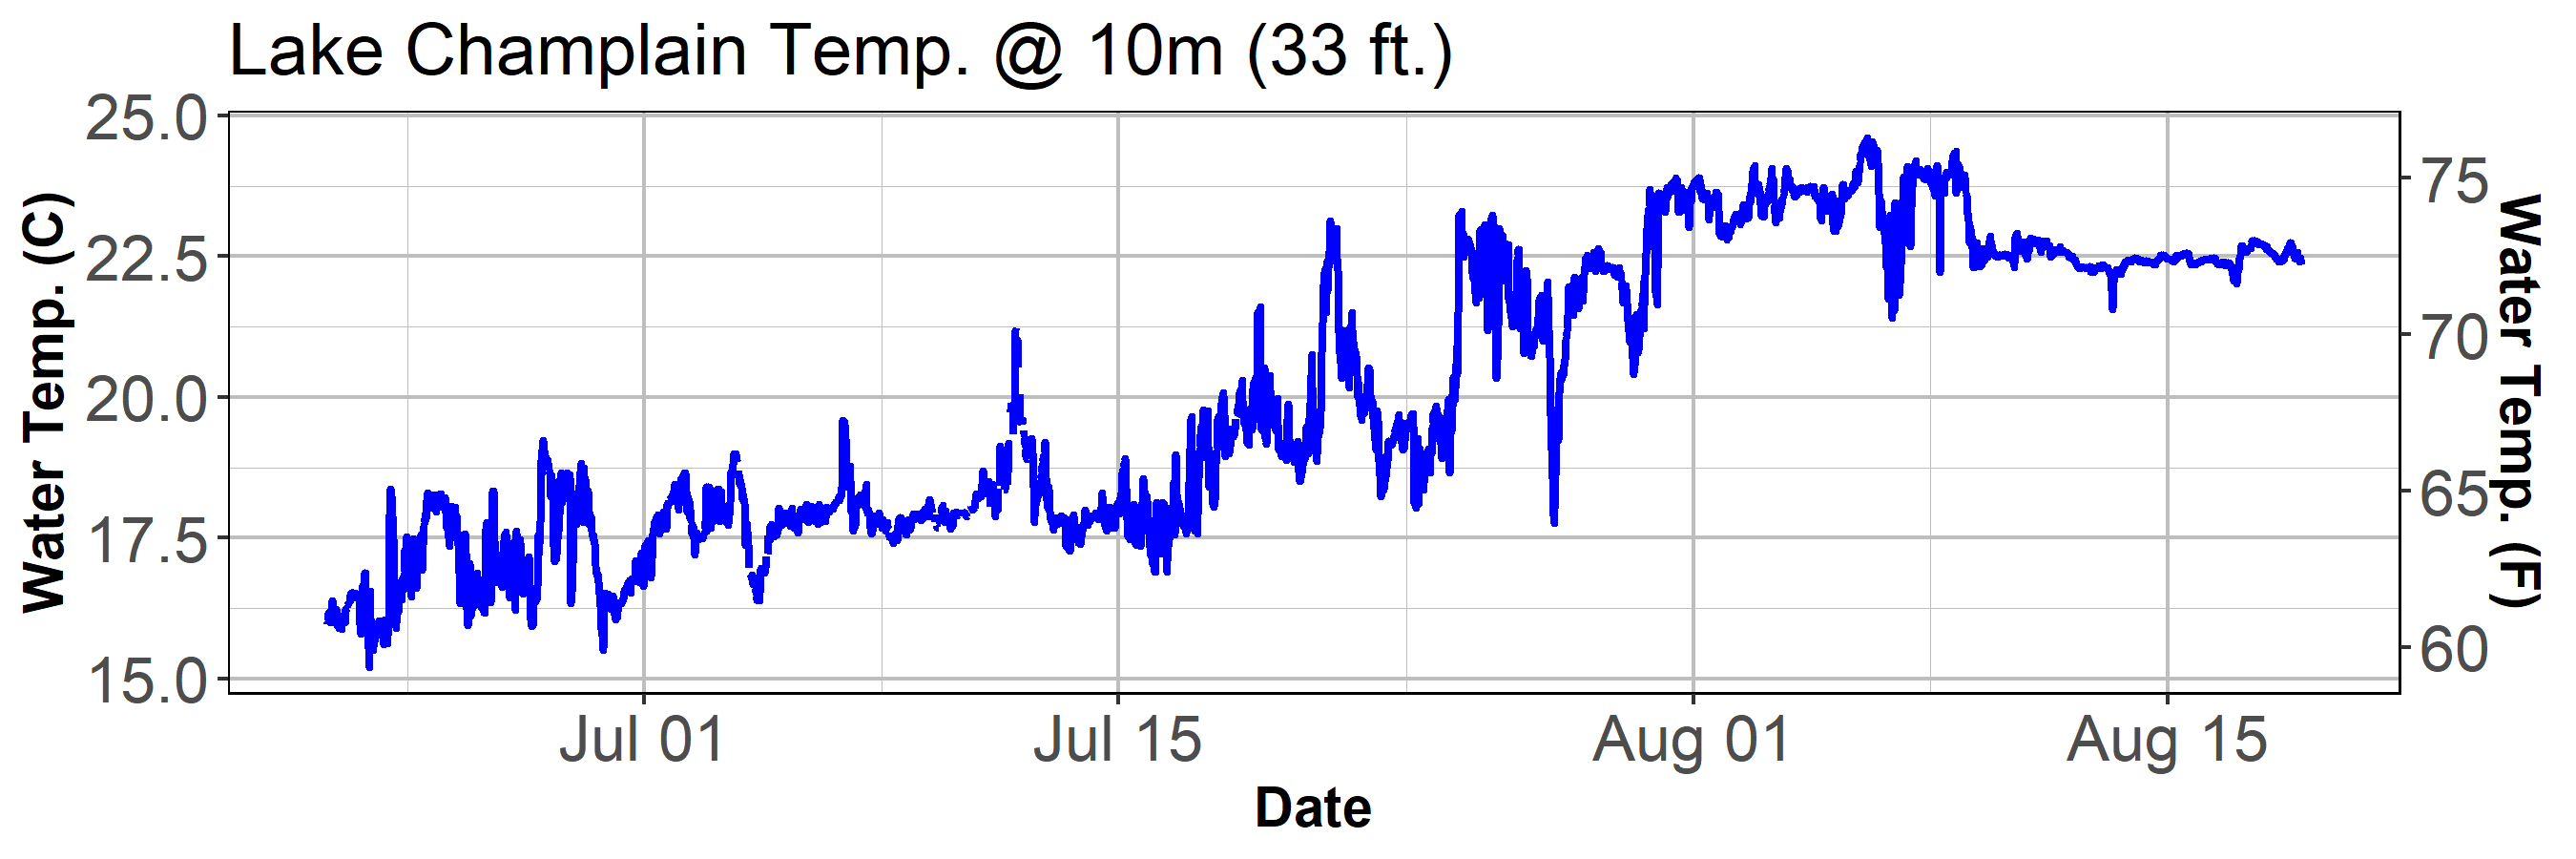 Lake Champlain Temp. @ 10m (33 ft.)
25.0
22.5
20.0
17.5
15.0
Water Temp. (C)
75
70
65
60
Water Temp. (F)
Jul 01
Jul 15
Aug 01
Aug 15
Date